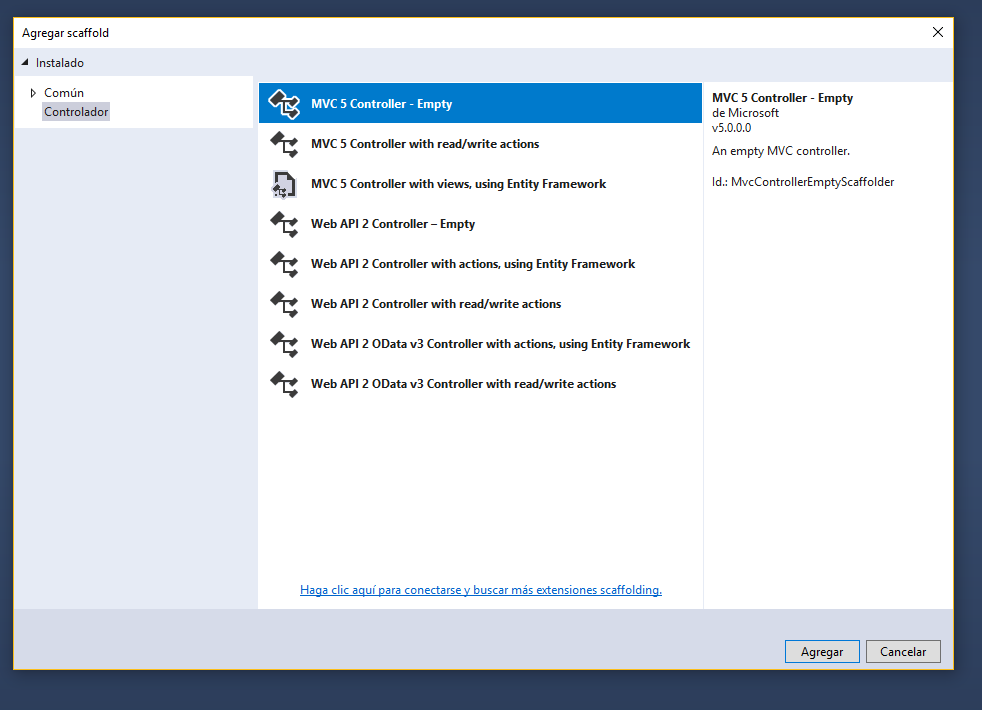 Agregar scaffold
Instalado
Común
Controlador
MVC 5 Controller - Empty
MVC 5 Controller with read/write actions
MVC 5 Controller with views, using Entity Framework
Web API 2 Controller – Empty
Web API 2 Controller with actions, using Entity Framework
Web API 2 Controller with read/write actions
Web API 2 OData v3 Controller with actions, using Entity Framework
Web API 2 OData v3 Controller with read/write actions
Haga clic aquí para conectarse y buscar más extensiones scaffolding.
MVC 5 Controller - Empty
de Microsoft
v5.0.0.0
An empty MVC controller.
Id.: MvcControllerEmptyScaffolder
Agregar
Cancelar